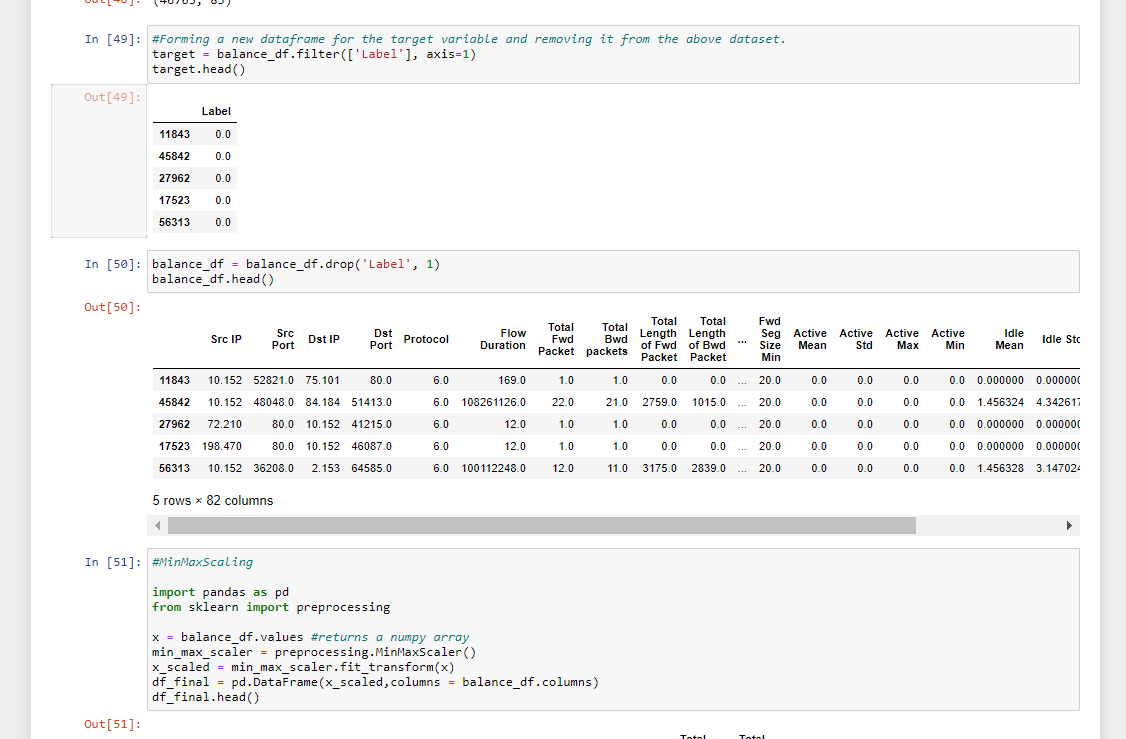 In [49]: #Forming a new dataframe for the target variable and removing it from the above dataset.
target = balance_df.filter(['Label'], axis=1)
target.head()
Out[49]:
Label
11843 0.0
45842 0.0
27962 0.0
17523 0.0
56313 0.0
In [50]: balance_df = balance_df.drop('Label', 1)
balance_df.head()
Out[50]:
Src IP Src Port Dst IP Dst Port Protocol Flow Duration Total Fwd Packet Total Bwd packets Total Length of Fwd Packet Total Length of Bwd Packet ... Fwd Seg Size Min Active Mean Active Std Active Max Active Min Idle Mean Idle Std
11843 10.152 52821.0 75.101 80.0 6.0 169.0 1.0 1.0 0.0 0.0 ... 20.0 0.0 0.0 0.0 0.0 0.000000 0.00000
45842 10.152 48048.0 84.184 51413.0 6.0 108261126.0 22.0 21.0 2759.0 1015.0 ... 20.0 0.0 0.0 0.0 0.0 1.456324 4.342617
27962 72.210 80.0 10.152 41215.0 6.0 12.0 1.0 1.0 0.0 0.0 ... 20.0 0.0 0.0 0.0 0.0 0.000000 0.00000
17523 198.470 80.0 10.152 46087.0 6.0 12.0 1.0 1.0 0.0 0.0 ... 20.0 0.0 0.0 0.0 0.0 0.000000 0.00000
56313 10.152 36208.0 2.153 64585.0 6.0 100112248.0 12.0 11.0 3175.0 2839.0 ... 20.0 0.0 0.0 0.0 0.0 1.456328 3.147024
5 rows × 82 columns
In [51]: #MinMaxScaling
import pandas as pd
from sklearn import preprocessing
x = balance_df.values #returns a numpy array
min_max_scaler = preprocessing.MinMaxScaler()
x_scaled = min_max_scaler.fit_transform(x)
df_final = pd.DataFrame(x_scaled,columns = balance_df.columns)
df_final.head()
Out[51]:
Total Total